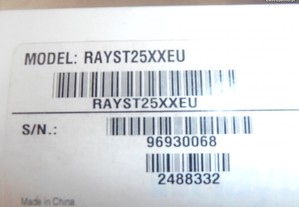 MODEL: RAYST25XXEU
RAYST25XXEU
S/N.:
96930068
2488332
Made in China